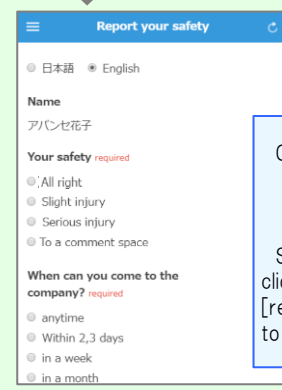 Report your safety
日本語 English
Name
アバンセ花子
Your safety required
All right
Slight injury
Serious injury
To a comment space
When can you come to the
company? required
anytime
Within 2,3 days
in a week
in a month
to